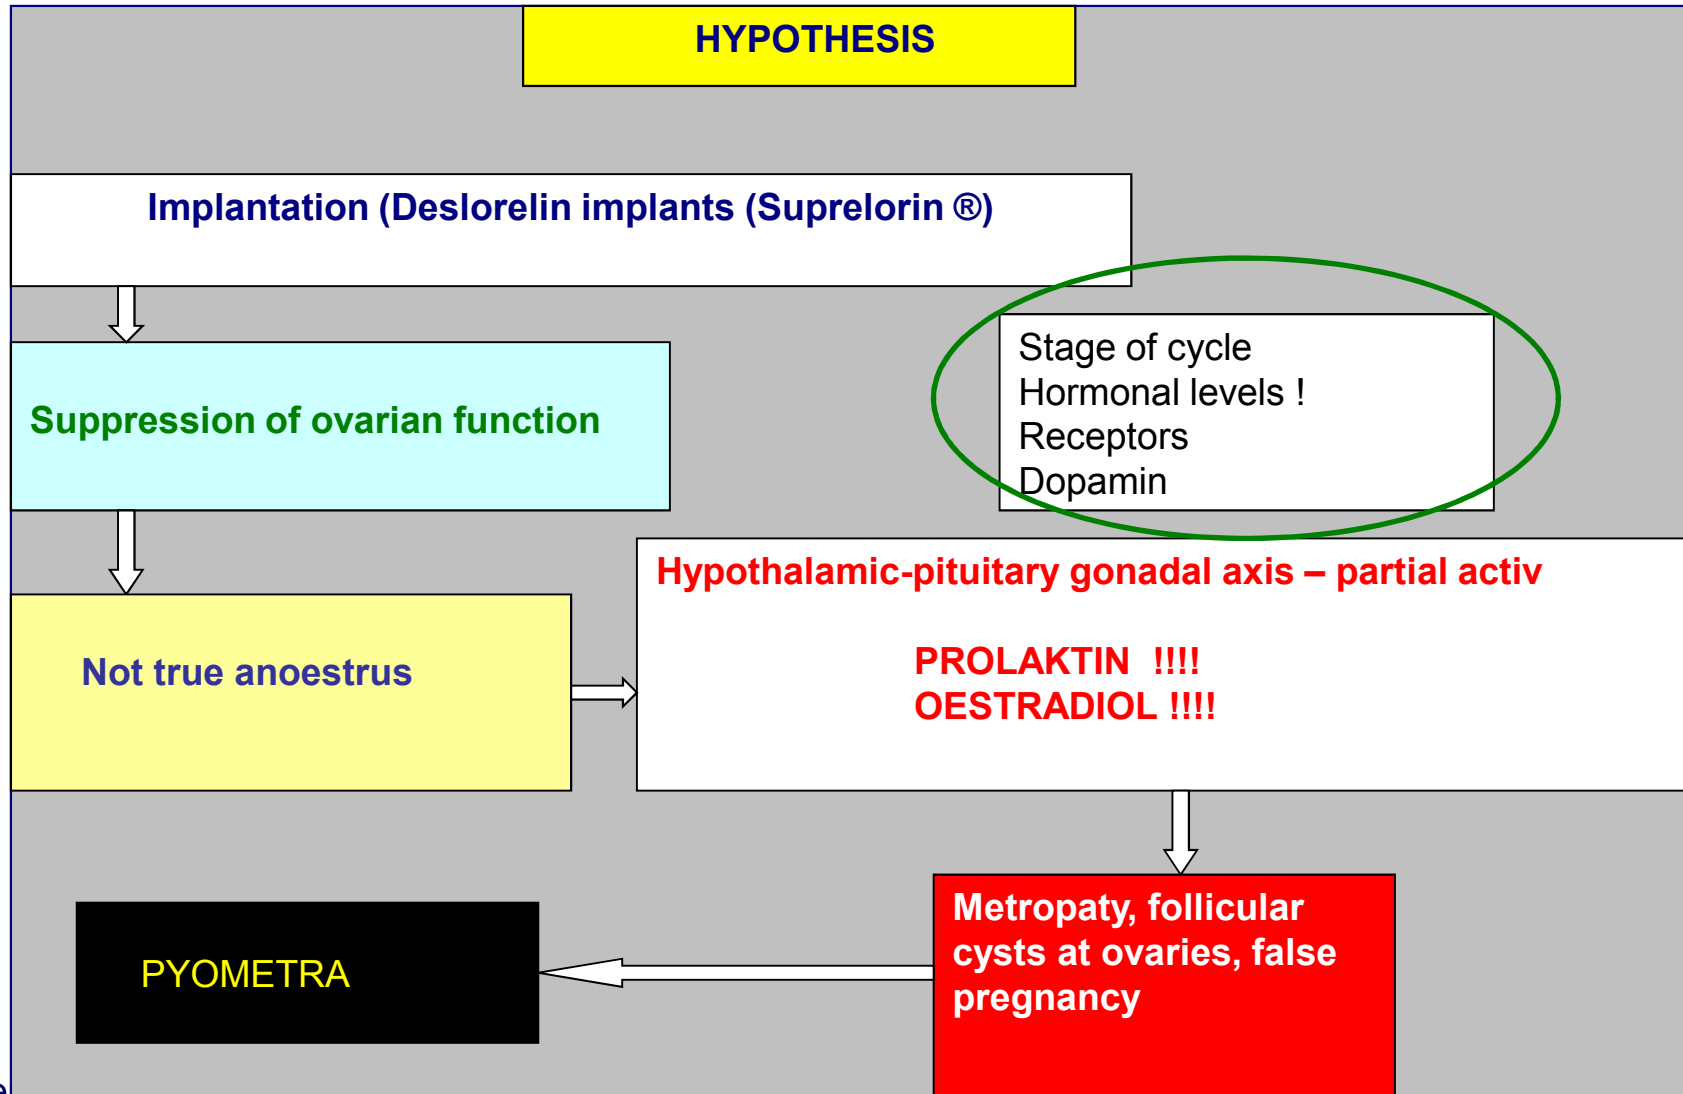 HYPOTHESIS
Implantation (Deslorelin implants (Suprelorin ®)
Stage of cycle
Hormonal levels !
Receptors
Dopamin
Suppression of ovarian function
Hypothalamic-pituitary gonadal axis – partial activ
PROLAKTIN !!!!
OESTRADIOL !!!!
Not true anoestrus
Metropaty, follicular
cysts at ovaries, false
pregnancy
PYOMETRA